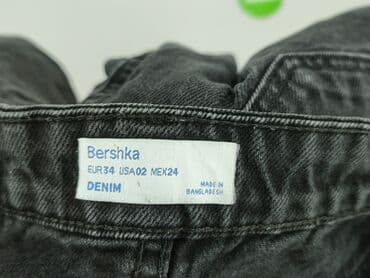 Bershka
EUR34 USA02 MEX24
DENIM
MADE IN
BANGLADESH